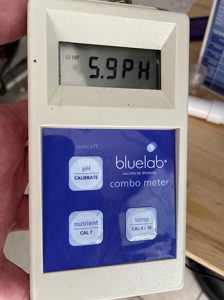 5.9PH
auto off
bluelab®
success by simplicity
pH
CALIBRATE
combo meter
nutrient
CAL 7
temp
CAL 4 / 10